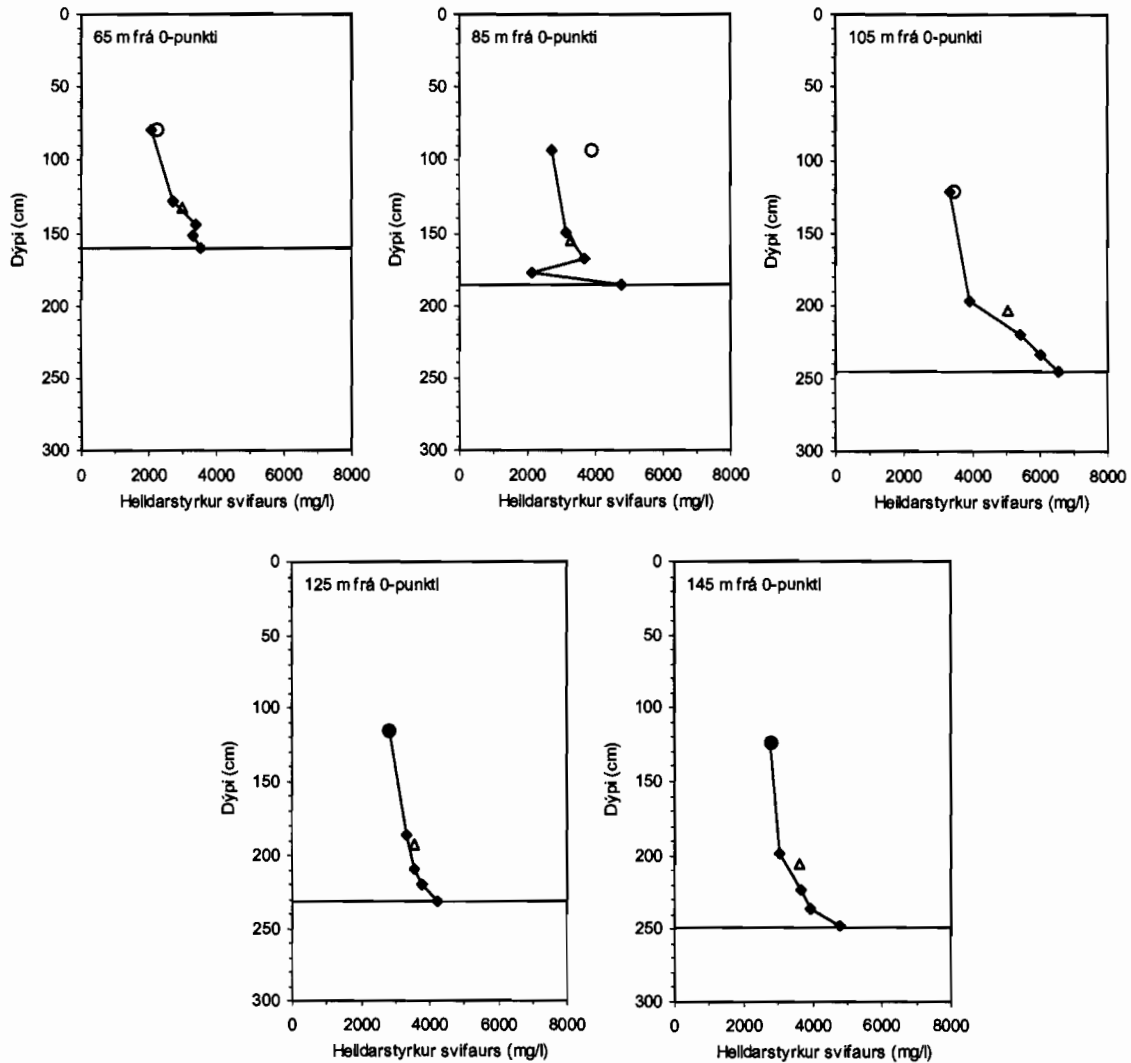 65 m frá 0-punkti
0
50
100
150
200
250
300
Dýpi (cm)
0 2000 4000 6000 8000
Heildarstyrkur svifaurs (mg/l)
85 m frá 0-punkti
0
50
100
150
200
250
300
Dýpi (cm)
0 2000 4000 6000 8000
Heildarstyrkur svifaurs (mg/l)
105 m frá 0-punkti
0
50
100
150
200
250
300
Dýpi (cm)
0 2000 4000 6000 8000
Heildarstyrkur svifaurs (mg/l)
125 m frá 0-punkti
0
50
100
150
200
250
300
Dýpi (cm)
0 2000 4000 6000 8000
Heildarstyrkur svifaurs (mg/l)
145 m frá 0-punkti
0
50
100
150
200
250
300
Dýpi (cm)
0 2000 4000 6000 8000
Heildarstyrkur svifaurs (mg/l)